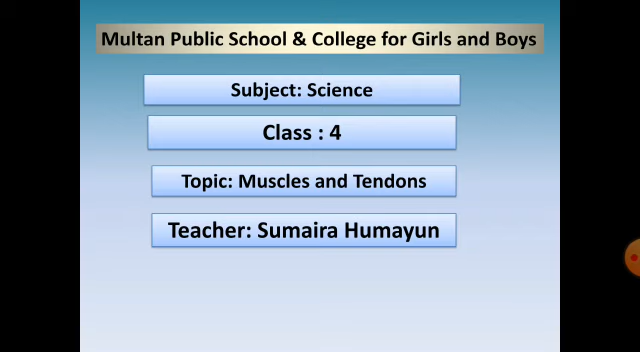 Multan Public School & College for Girls and Boys
Subject: Science
Class : 4
Topic: Muscles and Tendons
Teacher: Sumaira Humayun